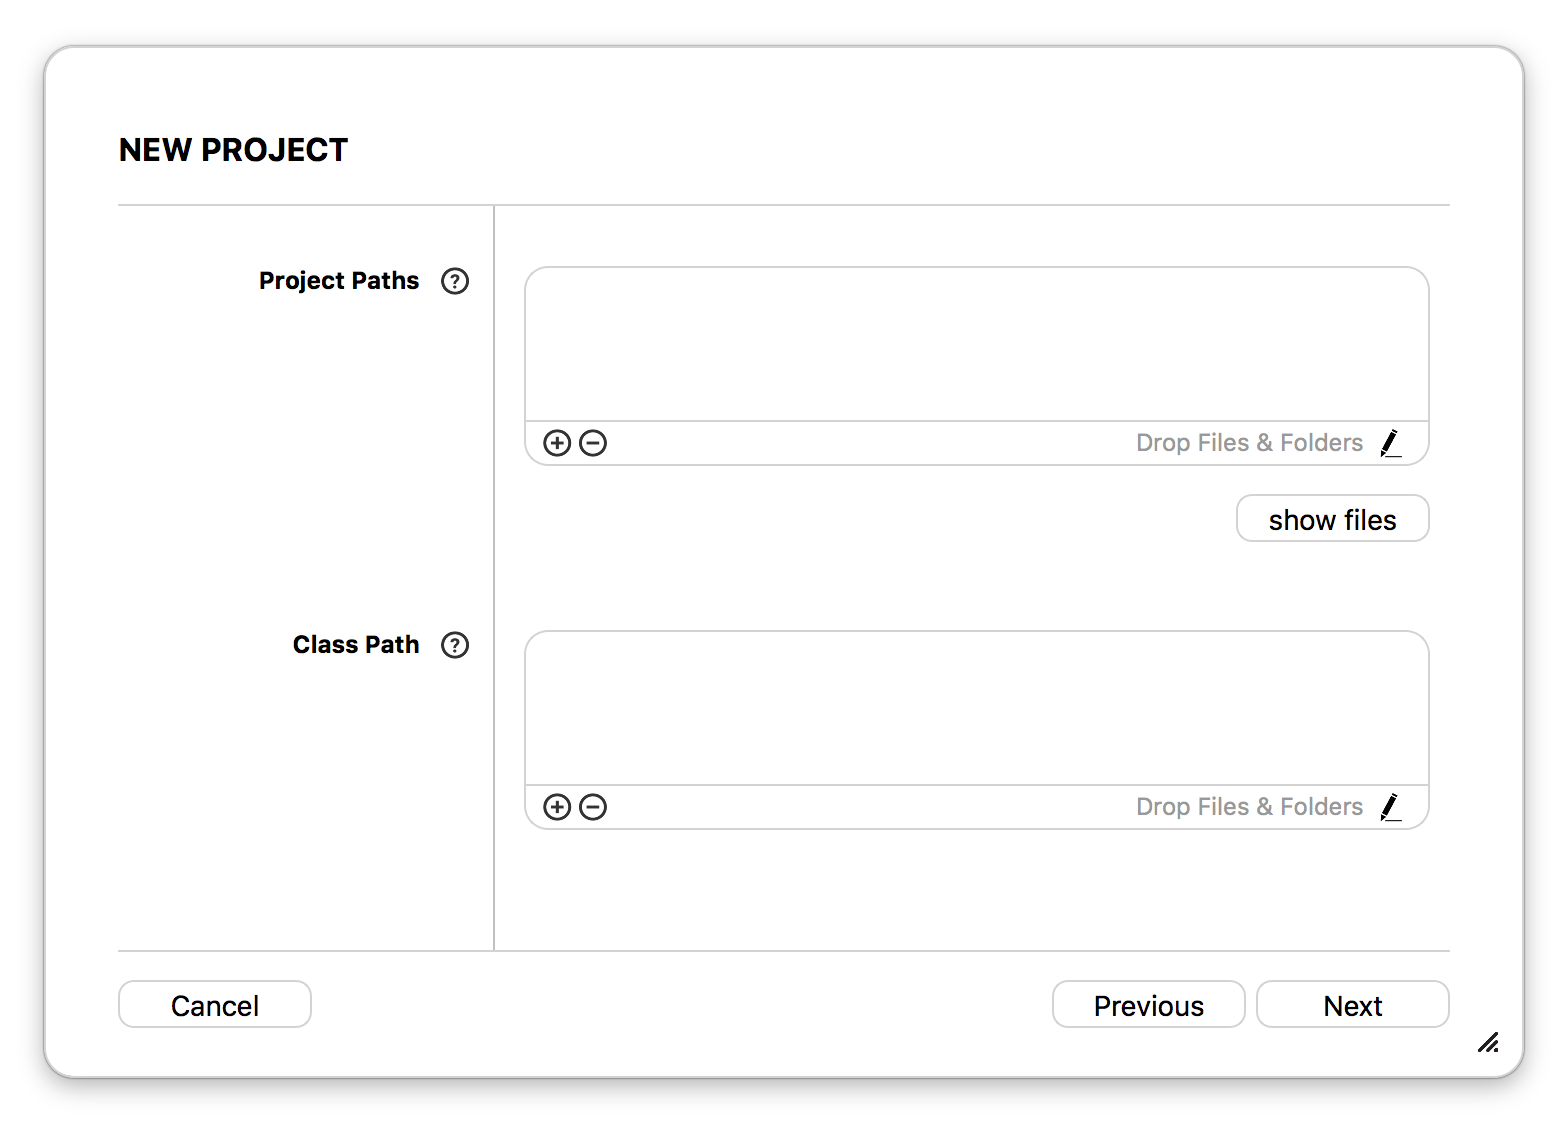 NEW PROJECT
Project Paths
Drop Files & Folders
show files
Class Path
Drop Files & Folders
Cancel
Previous
Next